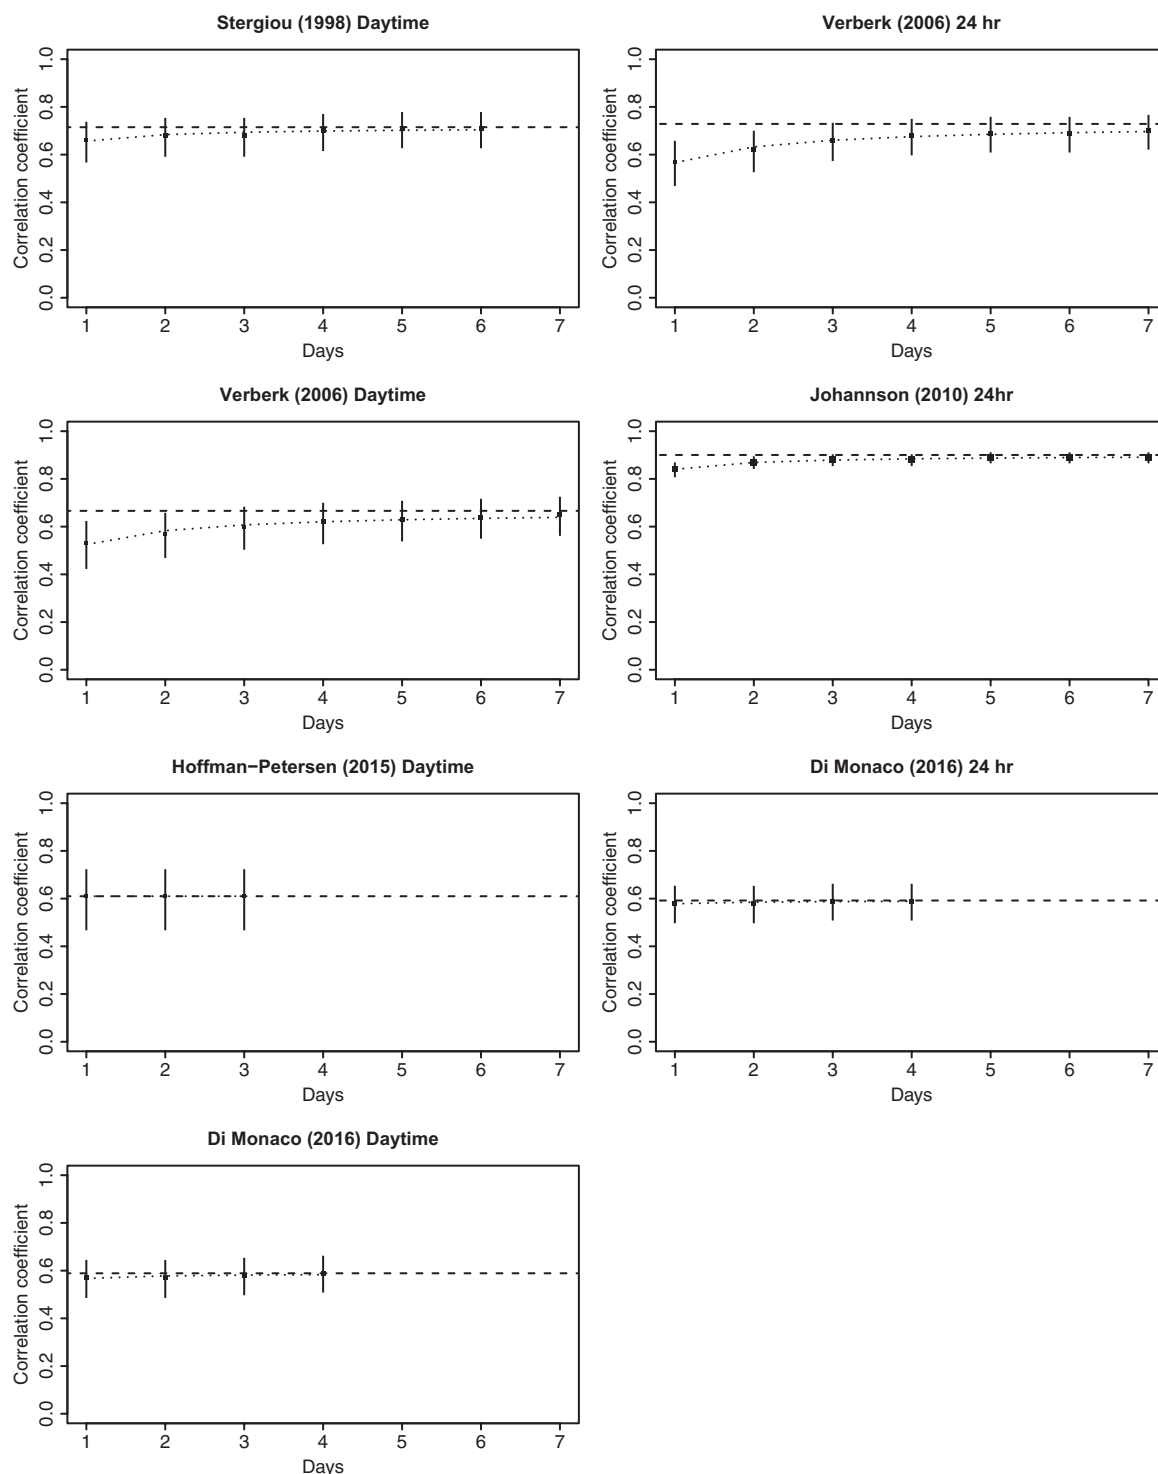 Stergiou (1998) Daytime
Correlation coefficient
0.0 0.2 0.4 0.6 0.8 1.0
1 2 3 4 5 6 7
Days
Verberk (2006) 24 hr
Correlation coefficient
0.0 0.2 0.4 0.6 0.8 1.0
1 2 3 4 5 6 7
Days
Verberk (2006) Daytime
Correlation coefficient
0.0 0.2 0.4 0.6 0.8 1.0
1 2 3 4 5 6 7
Days
Johannson (2010) 24hr
Correlation coefficient
0.0 0.2 0.4 0.6 0.8 1.0
1 2 3 4 5 6 7
Days
Hoffman−Petersen (2015) Daytime
Correlation coefficient
0.0 0.2 0.4 0.6 0.8 1.0
1 2 3 4 5 6 7
Days
Di Monaco (2016) 24 hr
Correlation coefficient
0.0 0.2 0.4 0.6 0.8 1.0
1 2 3 4 5 6 7
Days
Di Monaco (2016) Daytime
Correlation coefficient
0.0 0.2 0.4 0.6 0.8 1.0
1 2 3 4 5 6 7
Days